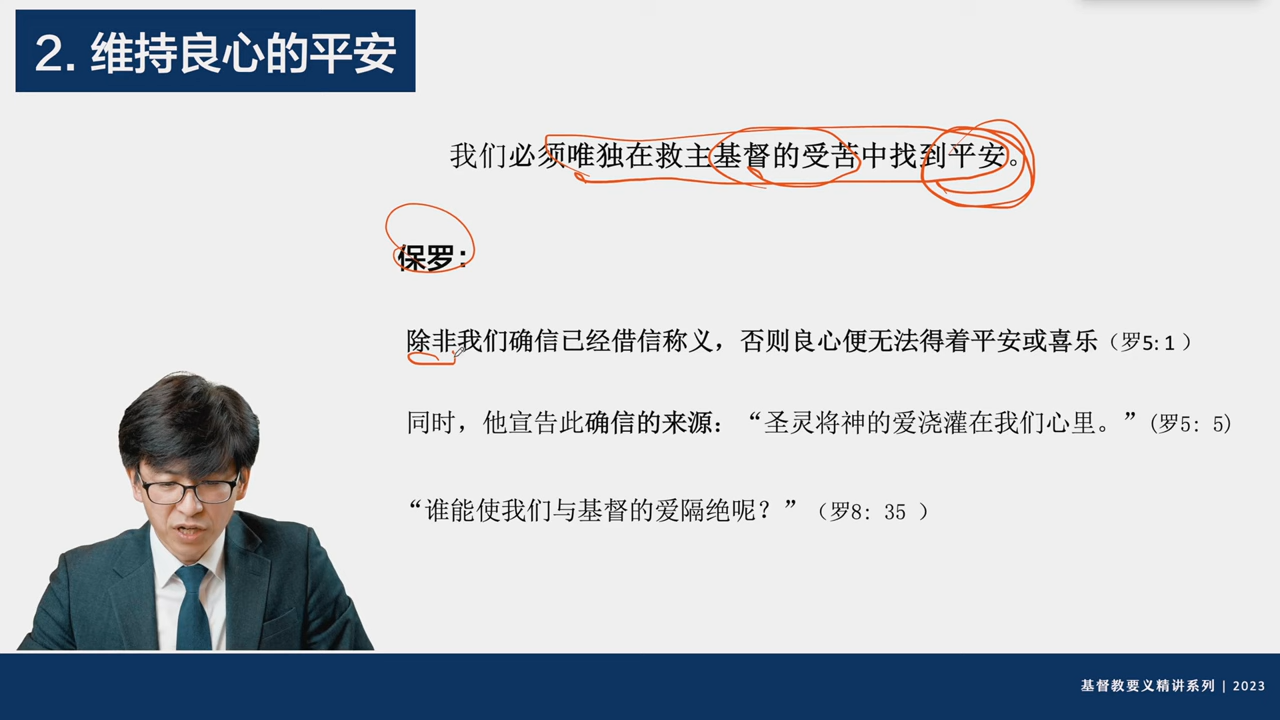 2. 维持良心的平安
我们必须唯独在救主基督的受苦中找到平安。
保罗：
除非我们确信已经借信称义，否则良心便无法得着平安或喜乐（罗5: 1 ）
同时，他宣告此确信的来源：“圣灵将神的爱浇灌在我们心里。”(罗5: 5)
“谁能使我们与基督的爱隔绝呢？”（罗8: 35 ）
基督教要义精讲系列 | 2023